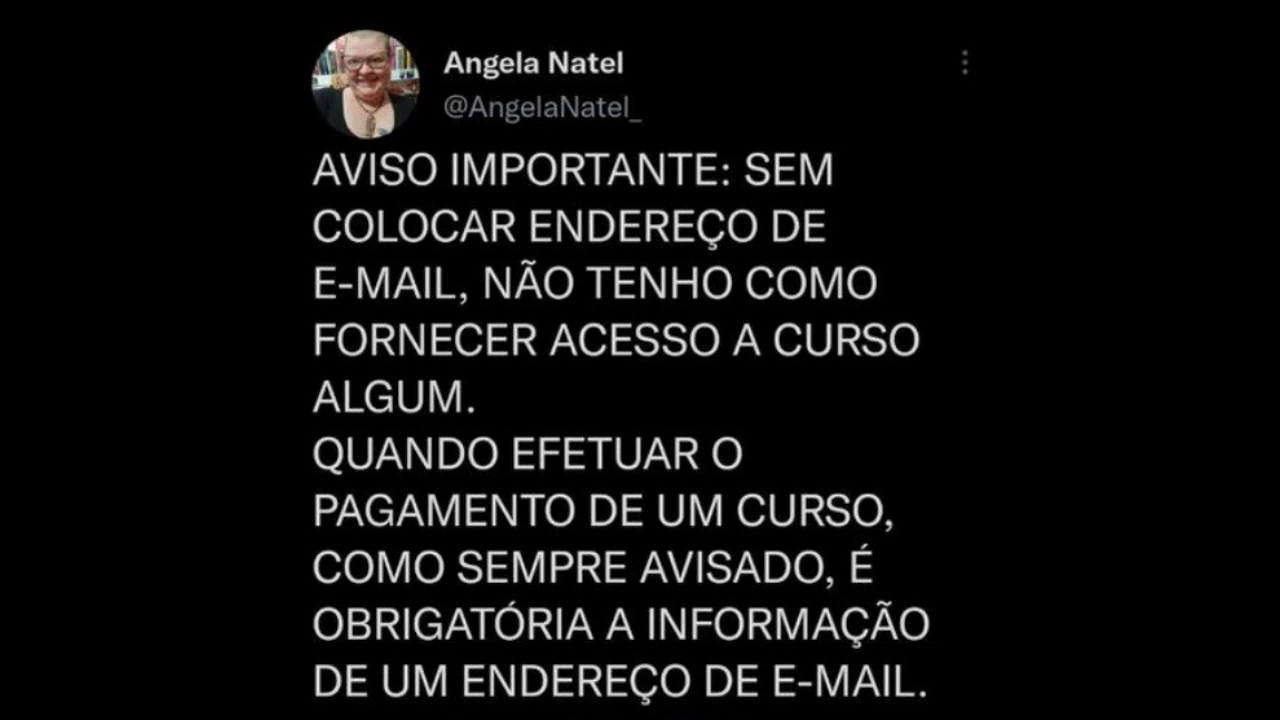 Angela Natel
@AngelaNatel_
AVISO IMPORTANTE: SEM
COLOCAR ENDEREÇO DE
E-MAIL, NÃO TENHO COMO
FORNECER ACESSO A CURSO
ALGUM.
QUANDO EFETUAR O
PAGAMENTO DE UM CURSO,
COMO SEMPRE AVISADO, É
OBRIGATÓRIA A INFORMAÇÃO
DE UM ENDEREÇO DE E-MAIL.